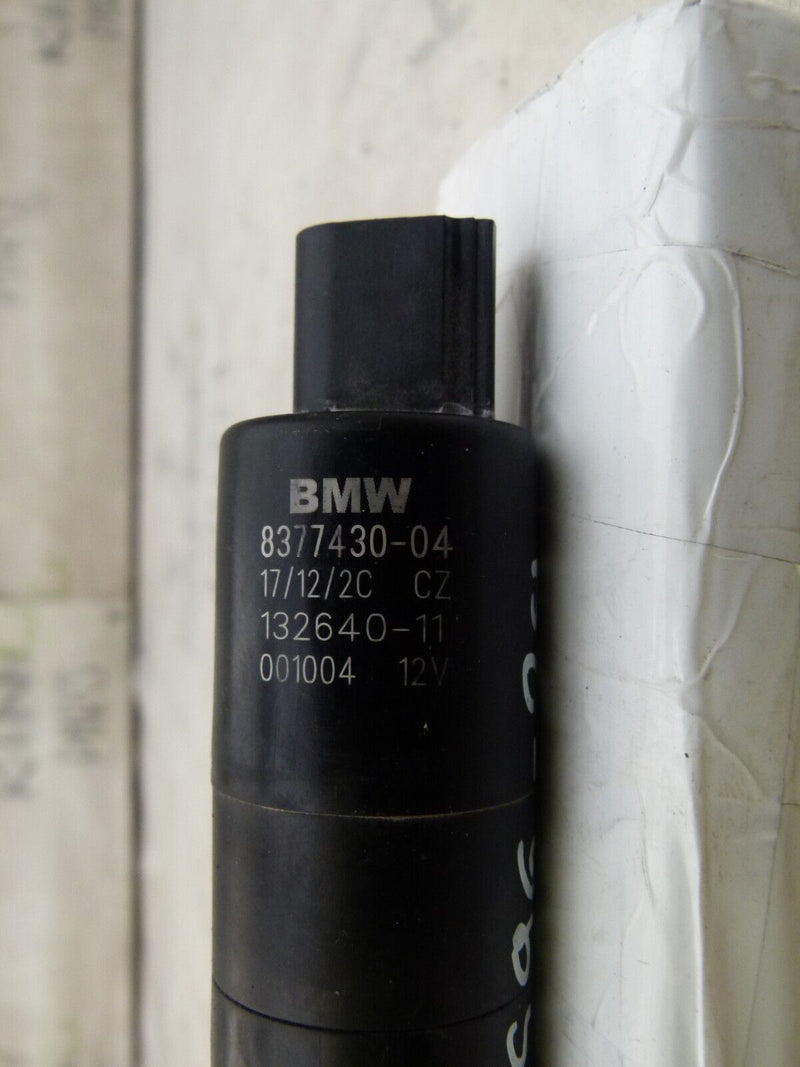 BMW
8377430-04
17/12/2C CZ
132640-11
001004 12V